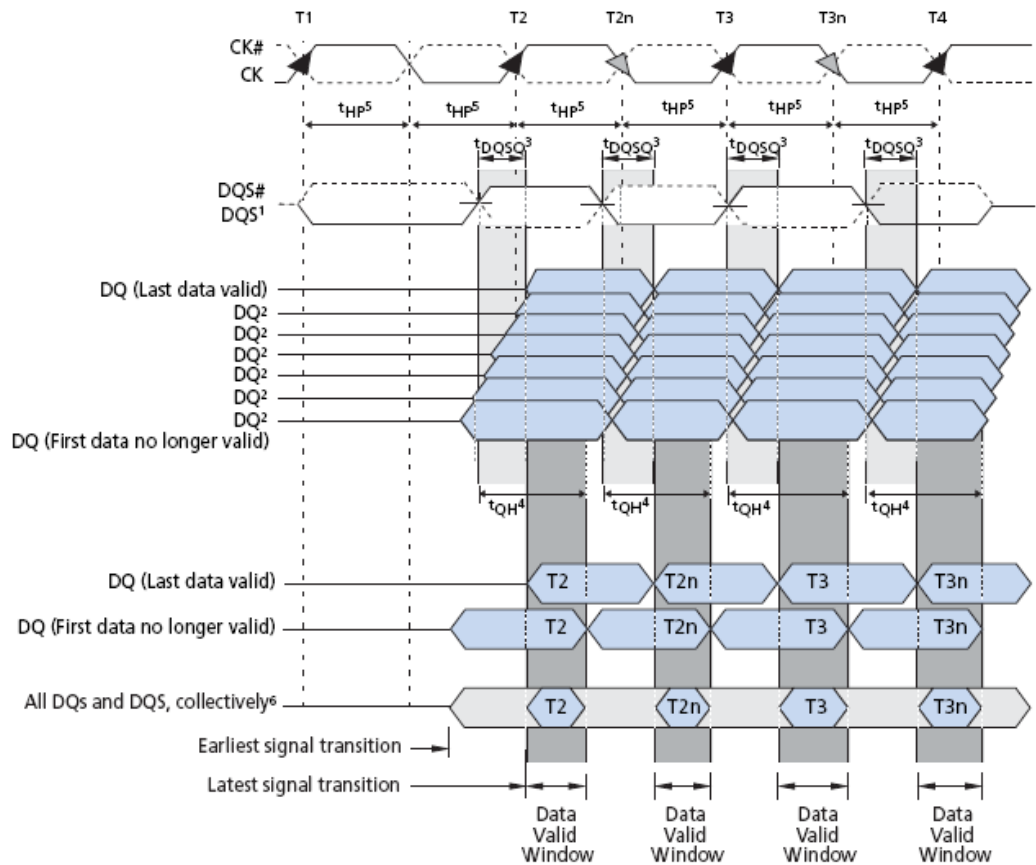 T1 T2 T2n T3 T3n T4
CK#
CK
tHP⁵ tHP⁵ tHP⁵ tHP⁵ tHP⁵ tHP⁵
tDQSQ³ tDQSQ³ tDQSQ³ tDQSQ³
DQS#
DQS¹
DQ (Last data valid)
DQ²
DQ²
DQ²
DQ²
DQ²
DQ²
DQ (First data no longer valid)
tQH⁴ tQH⁴ tQH⁴ tQH⁴
DQ (Last data valid) T2 T2n T3 T3n
DQ (First data no longer valid) T2 T2n T3 T3n
All DQs and DQS, collectively⁶ T2 T2n T3 T3n
Earliest signal transition
Latest signal transition
Data Data Data Data
Valid Valid Valid Valid
Window Window Window Window